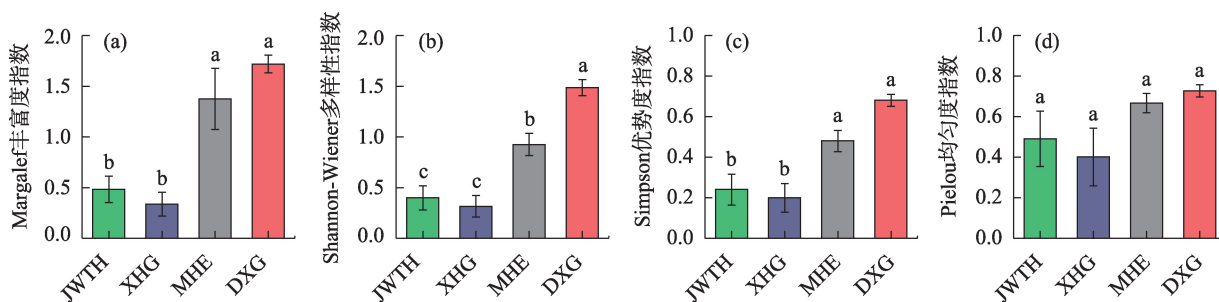 Margalef丰富度指数
2.0
1.5
1.0
0.5
0.0
(a)
b
b
a
a
JWTH
XHG
MHE
DXG
Shannon-Wiener多样性指数
2.0
1.5
1.0
0.5
0.0
(b)
c
c
b
a
JWTH
XHG
MHE
DXG
Simpson优势度指数
1.0
0.8
0.6
0.4
0.2
0.0
(c)
b
b
a
a
JWTH
XHG
MHE
DXG
Pielou均匀度指数
1.0
0.8
0.6
0.4
0.2
0.0
(d)
a
a
a
a
JWTH
XHG
MHE
DXG